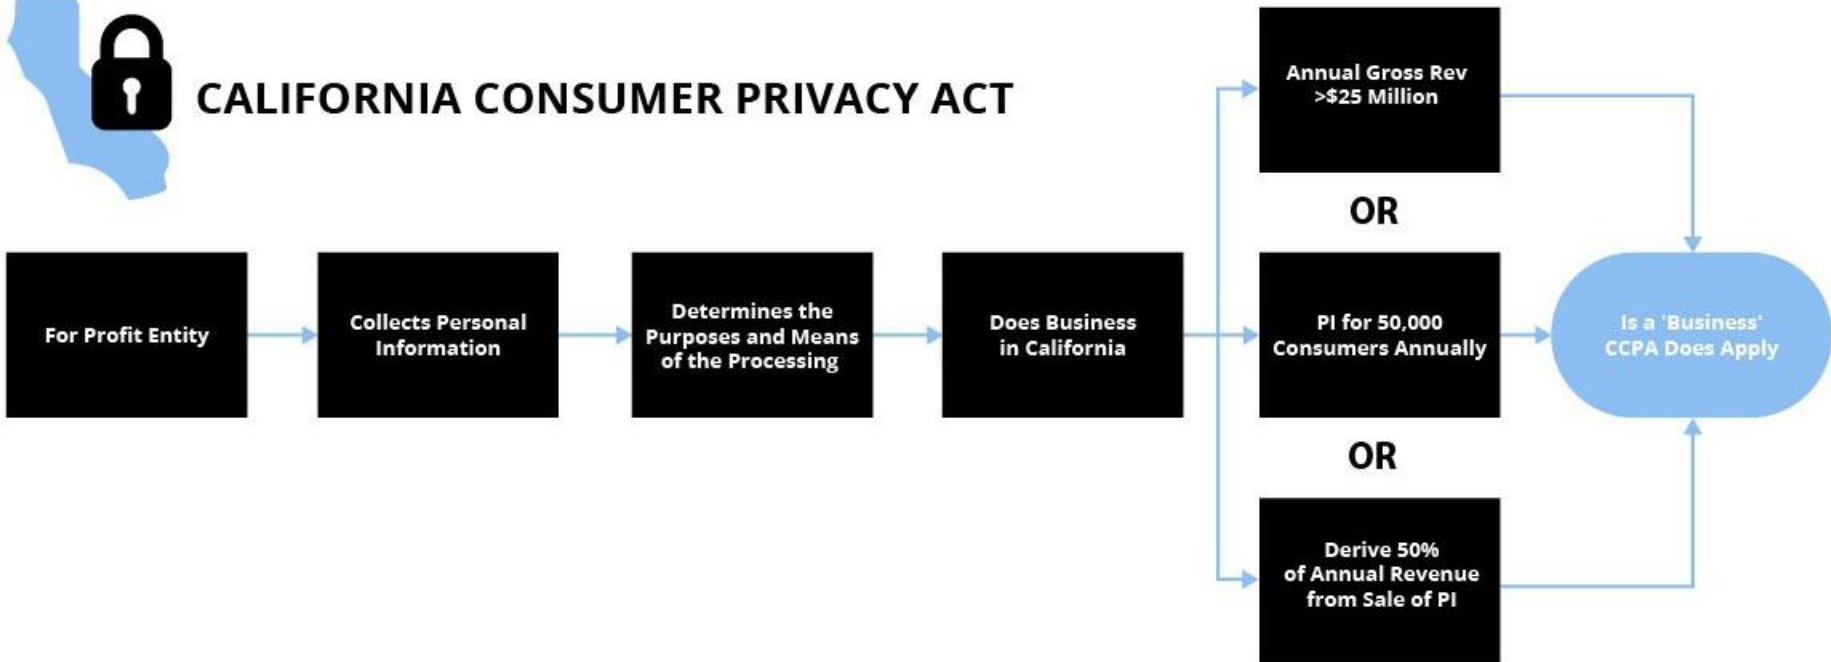 CALIFORNIA CONSUMER PRIVACY ACT
For Profit Entity
Collects Personal
Information
Determines the
Purposes and Means
of the Processing
Does Business
in California
Annual Gross Rev
>$25 Million
OR
PI for 50,000
Consumers Annually
OR
Derive 50%
of Annual Revenue
from Sale of PI
Is a 'Business'
CCPA Does Apply